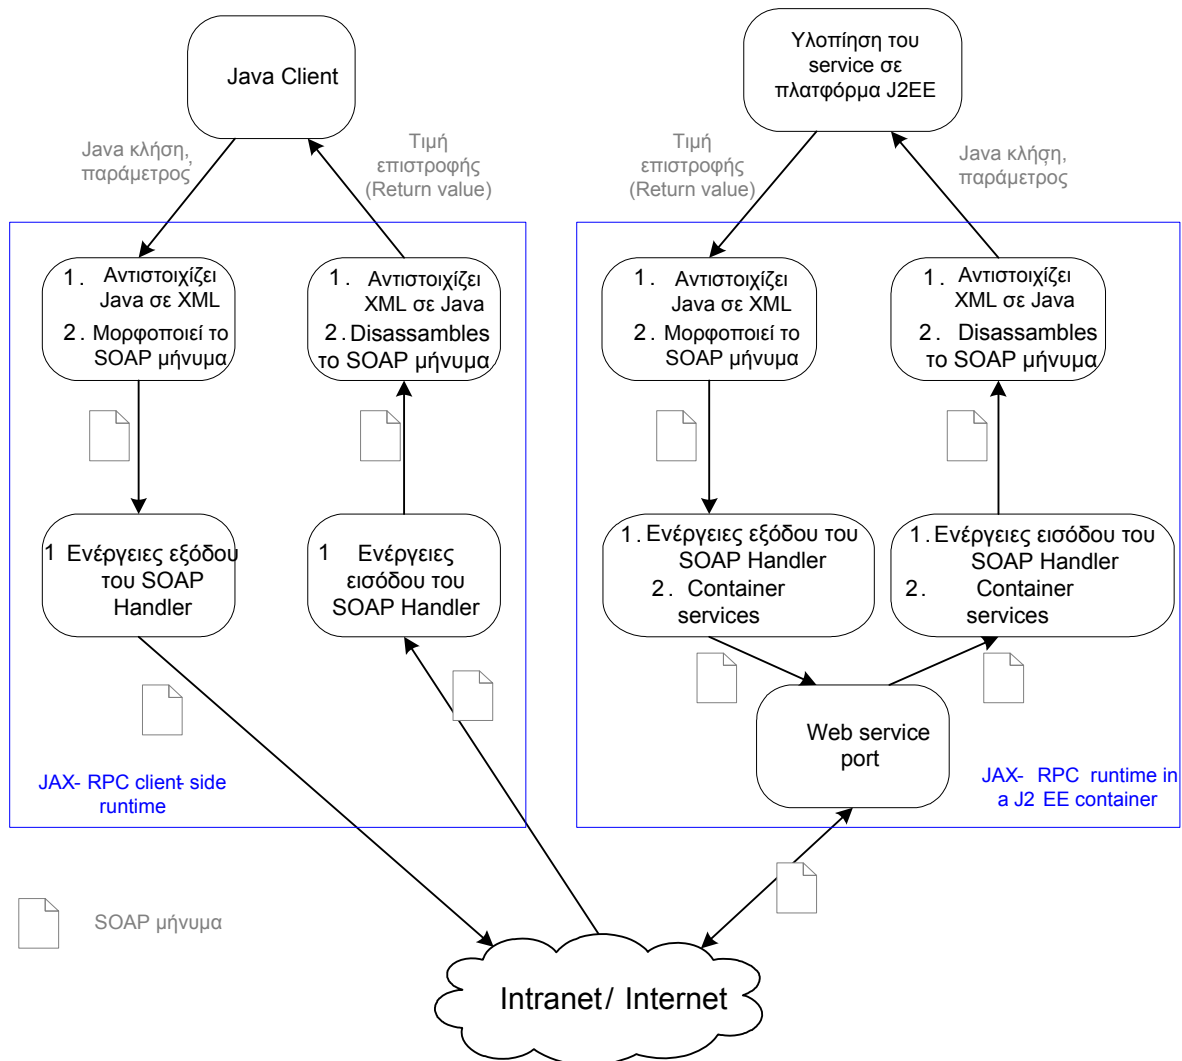 Java Client
Υλοπίηση του
service σε
πλατφόρμα J2EE
Java κλήση,
παράμετρος
Τιμή
επιστροφής
(Return value)
Τιμή
επιστροφής
(Return value)
Java κλήση,
παράμετρος
1. Αντιστοιχίζει
Java σε XML
2. Μορφοποιεί το
SOAP μήνυμα
1. Αντιστοιχίζει
XML σε Java
2. Disassambles
το SOAP μήνυμα
1. Αντιστοιχίζει
Java σε XML
2. Μορφοποιεί το
SOAP μήνυμα
1. Αντιστοιχίζει
XML σε Java
2. Disassambles
το SOAP μήνυμα
1 Ενέργειες εξόδου
του SOAP
Handler
1 Ενέργειες
εισόδου του
SOAP Handler
1. Ενέργειες εξόδου του
SOAP Handler
2. Container
services
1. Ενέργειες εισόδου του
SOAP Handler
2. Container
services
Web service
port
JAX- RPC client- side
runtime
JAX- RPC runtime in
a J2 EE container
SOAP μήνυμα
Intranet/ Internet